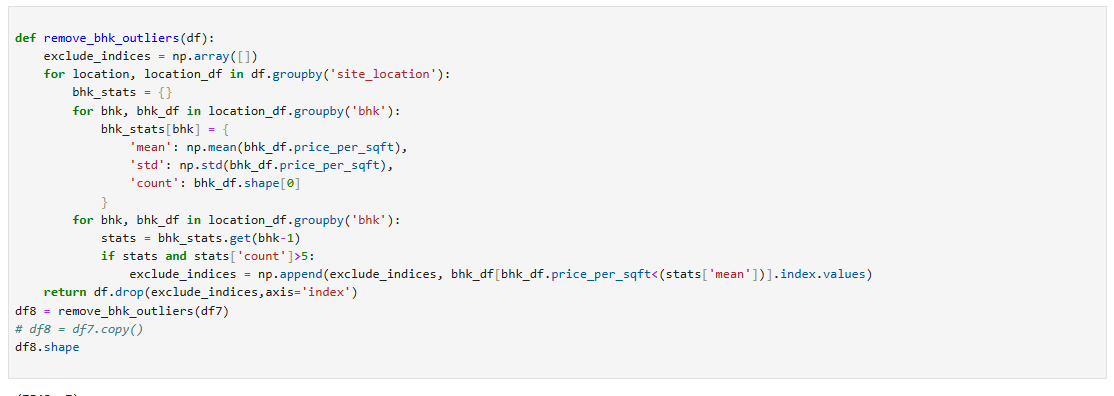 def remove_bhk_outliers(df):
    exclude_indices = np.array([])
    for location, location_df in df.groupby('site_location'):
        bhk_stats = {}
        for bhk, bhk_df in location_df.groupby('bhk'):
            bhk_stats[bhk] = {
                'mean': np.mean(bhk_df.price_per_sqft),
                'std': np.std(bhk_df.price_per_sqft),
                'count': bhk_df.shape[0]
            }
        for bhk, bhk_df in location_df.groupby('bhk'):
            stats = bhk_stats.get(bhk-1)
            if stats and stats['count']>5:
                exclude_indices = np.append(exclude_indices, bhk_df[bhk_df.price_per_sqft<(stats['mean'])].index.values)
    return df.drop(exclude_indices,axis='index')
df8 = remove_bhk_outliers(df7)
# df8 = df7.copy()
df8.shape